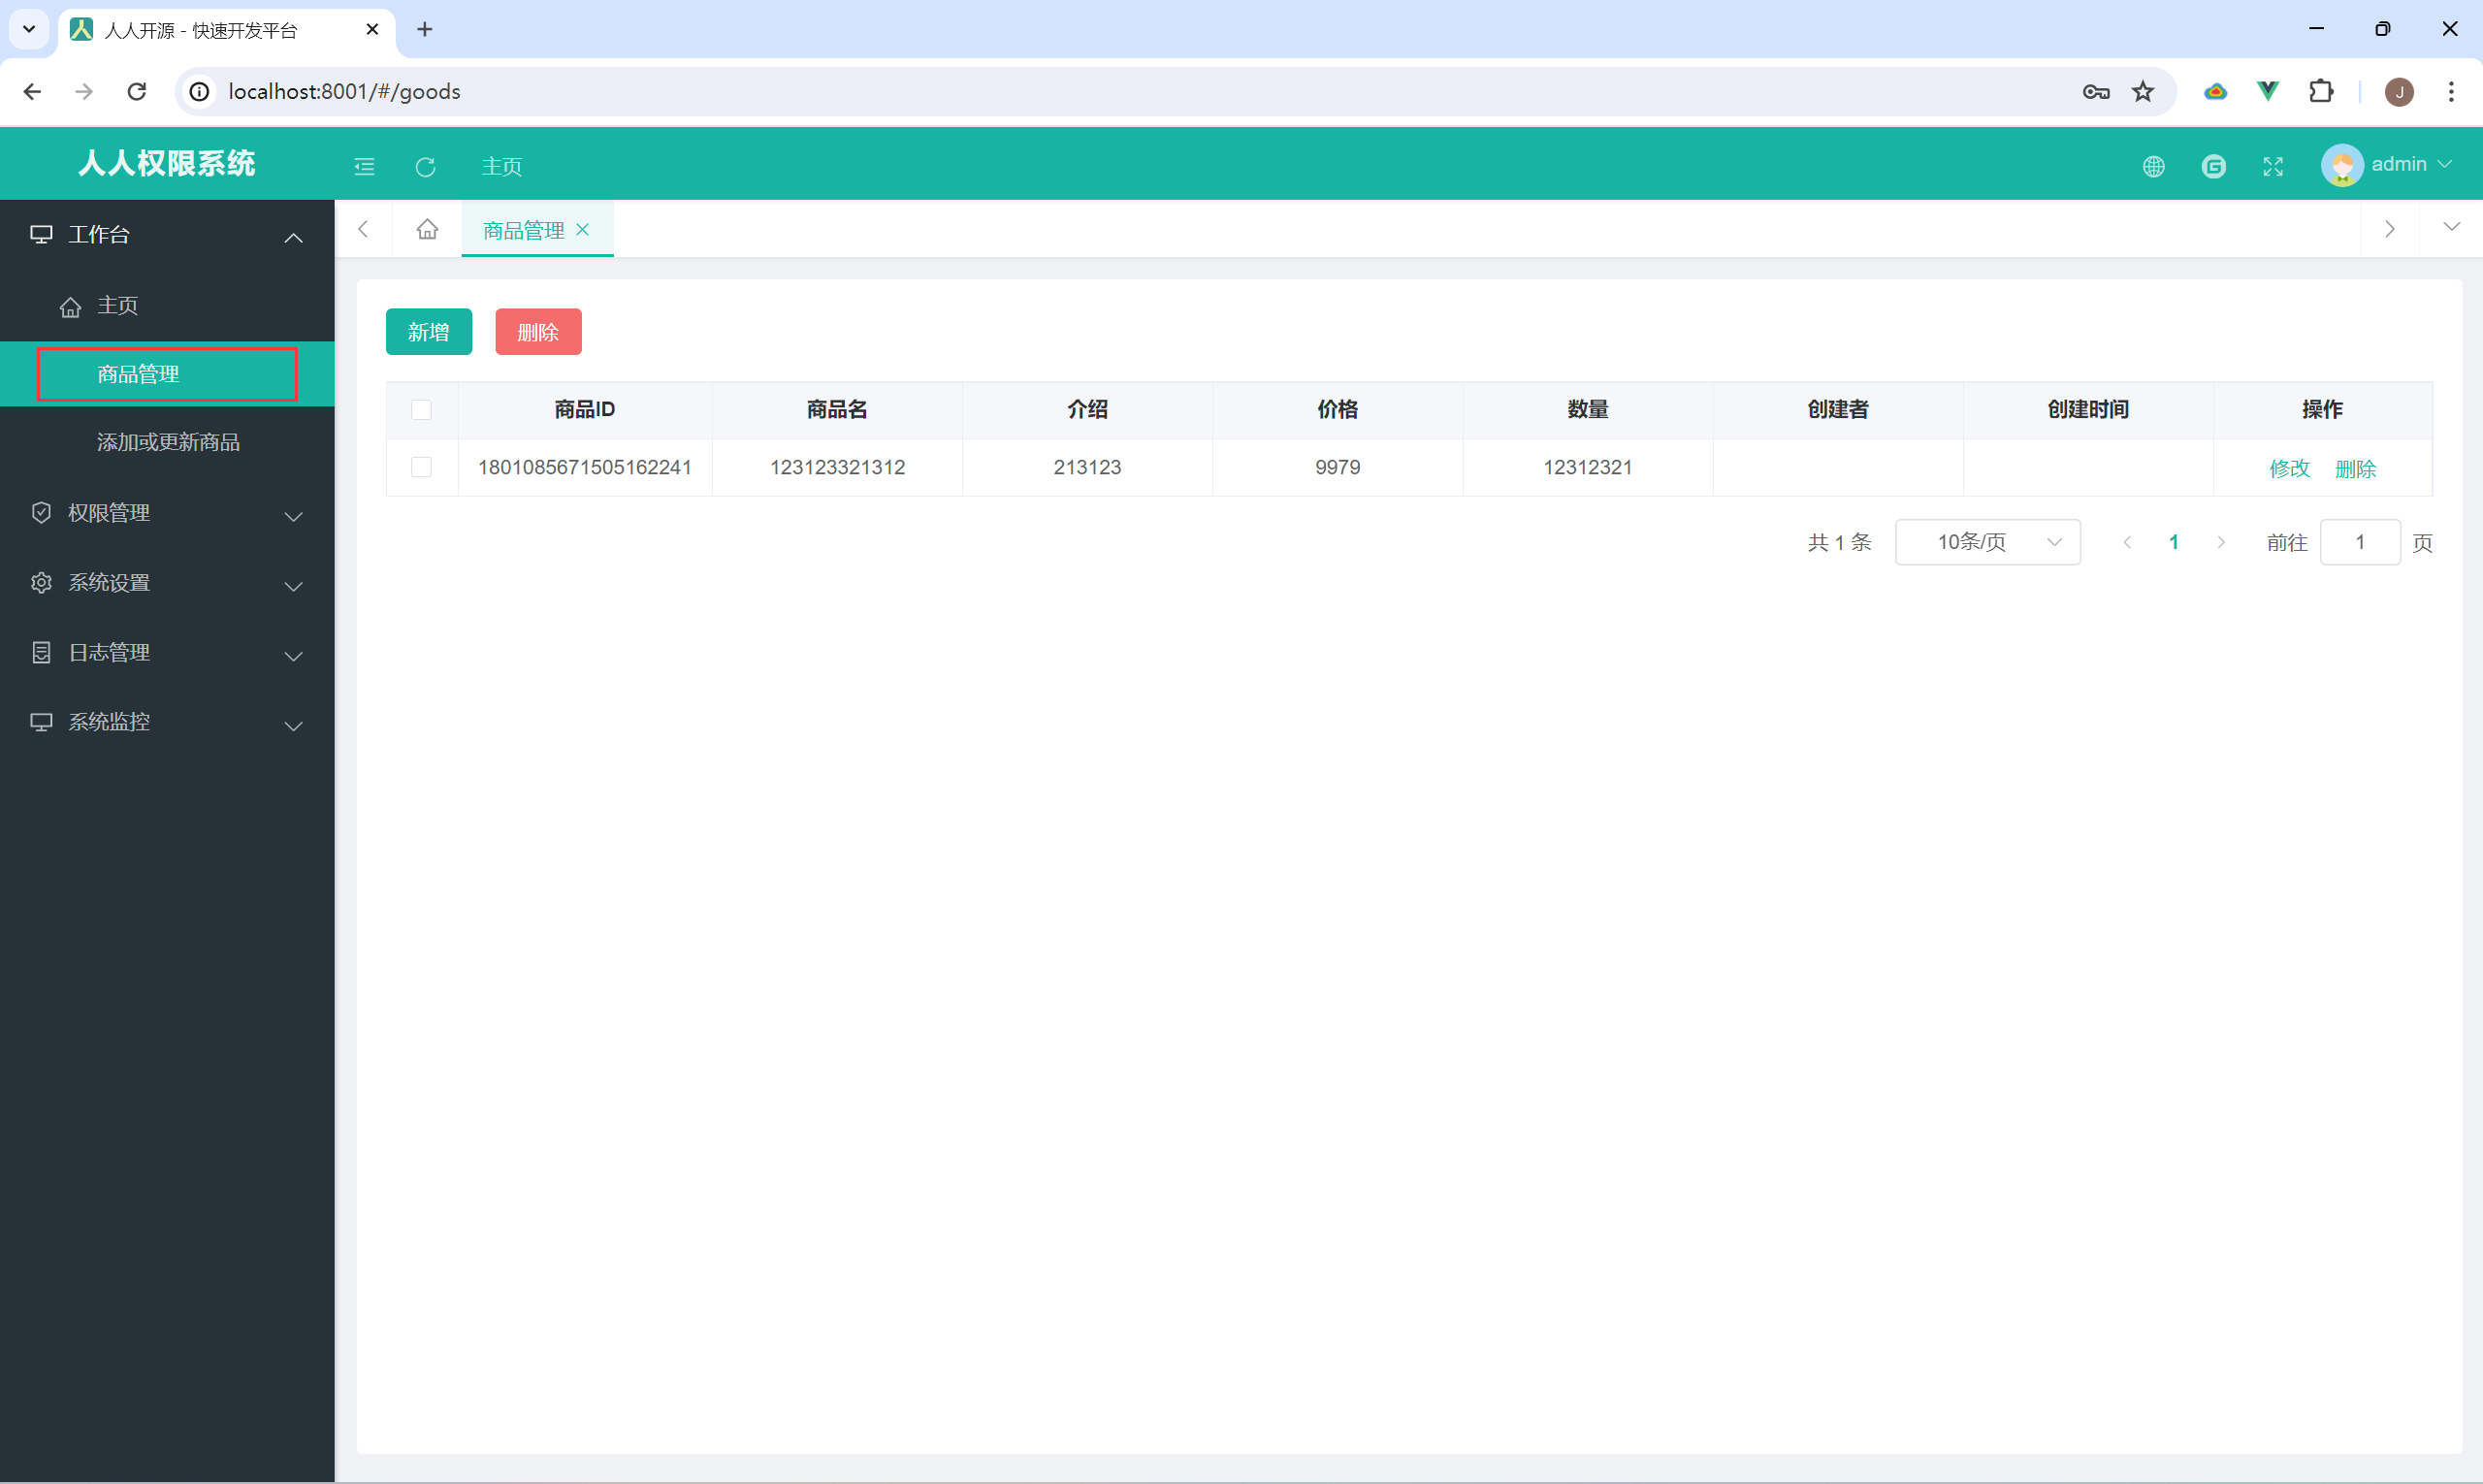 人人开源 - 快速开发平台
localhost:8001/#/goods
J
人人权限系统
主页
admin
工作台
商品管理
主页
新增
删除
商品管理
商品ID
商品名
介绍
价格
数量
创建者
创建时间
操作
添加或更新商品
1801085671505162241
123123321312
213123
9979
12312321
修改
删除
权限管理
共 1 条
10条/页
1
前往
1
页
系统设置
日志管理
系统监控